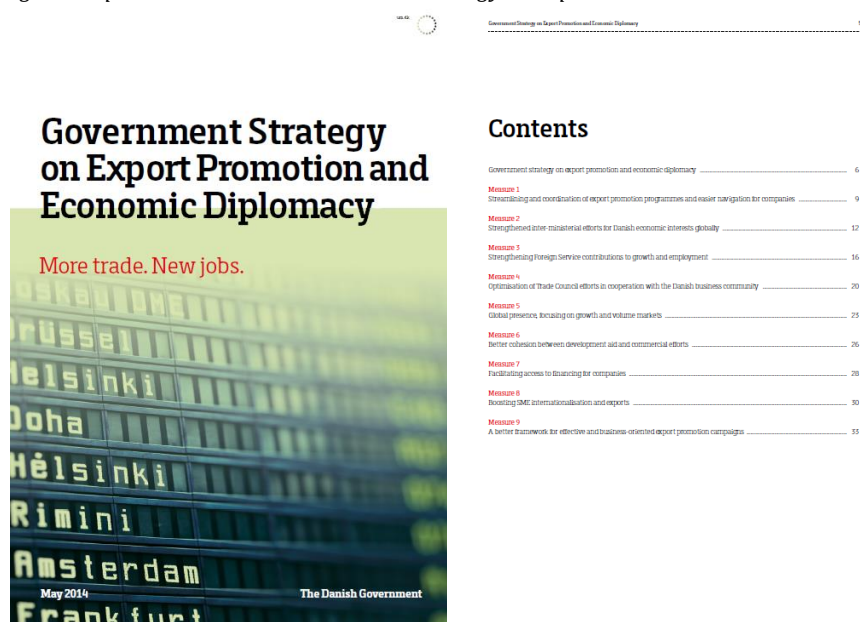 um.dk
Government Strategy
on Export Promotion and
Economic Diplomacy
More trade. New jobs.
Moskau DME
Brüssel
Helsinki
Doha
Hélsinki
Rimini
Amsterdam
Frankfurt
May 2014
The Danish Government
Government Strategy on Export Promotion and Economic Diplomacy
Contents
Government strategy on export promotion and economic diplomacy 6
Measure 1
Streamlining and coordination of export promotion programmes and easier navigation for companies 9
Measure 2
Strengthened inter-ministerial efforts for Danish economic interests globally 12
Measure 3
Strengthening Foreign Service contributions to growth and employment 16
Measure 4
Optimisation of Trade Council efforts in cooperation with the Danish business community 20
Measure 5
Global presence, focusing on growth and volume markets 23
Measure 6
Better cohesion between development aid and commercial efforts 26
Measure 7
Facilitating access to financing for companies 28
Measure 8
Boosting SME internationalisation and exports 30
Measure 9
A better framework for effective and business-oriented export promotion campaigns 33